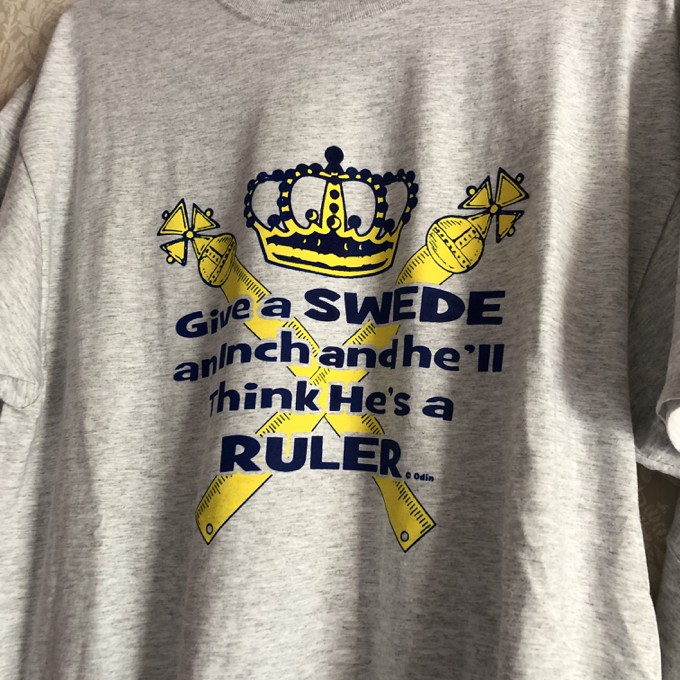 Give a SWEDE
an Inch and he'll
Think He's a
RULER.
© Odin